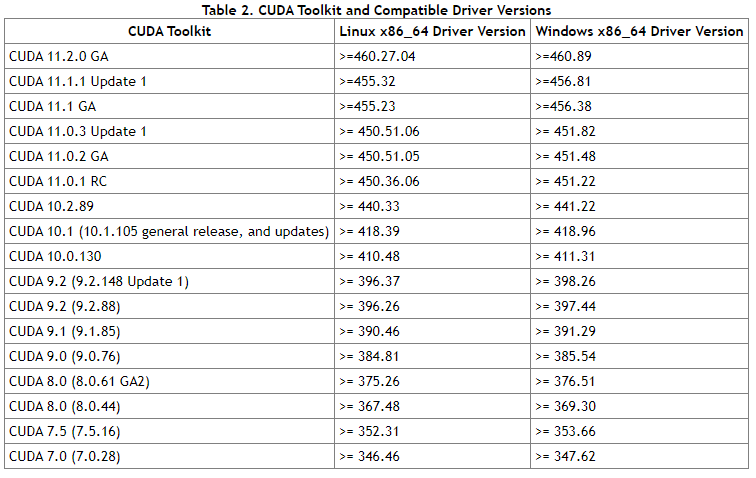 Table 2. CUDA Toolkit and Compatible Driver Versions
CUDA Toolkit Linux x86_64 Driver Version Windows x86_64 Driver Version
CUDA 11.2.0 GA >=460.27.04 >=460.89
CUDA 11.1.1 Update 1 >=455.32 >=456.81
CUDA 11.1 GA >=455.23 >=456.38
CUDA 11.0.3 Update 1 >= 450.51.06 >= 451.82
CUDA 11.0.2 GA >= 450.51.05 >= 451.48
CUDA 11.0.1 RC >= 450.36.06 >= 451.22
CUDA 10.2.89 >= 440.33 >= 441.22
CUDA 10.1 (10.1.105 general release, and updates) >= 418.39 >= 418.96
CUDA 10.0.130 >= 410.48 >= 411.31
CUDA 9.2 (9.2.148 Update 1) >= 396.37 >= 398.26
CUDA 9.2 (9.2.88) >= 396.26 >= 397.44
CUDA 9.1 (9.1.85) >= 390.46 >= 391.29
CUDA 9.0 (9.0.76) >= 384.81 >= 385.54
CUDA 8.0 (8.0.61 GA2) >= 375.26 >= 376.51
CUDA 8.0 (8.0.44) >= 367.48 >= 369.30
CUDA 7.5 (7.5.16) >= 352.31 >= 353.66
CUDA 7.0 (7.0.28) >= 346.46 >= 347.62